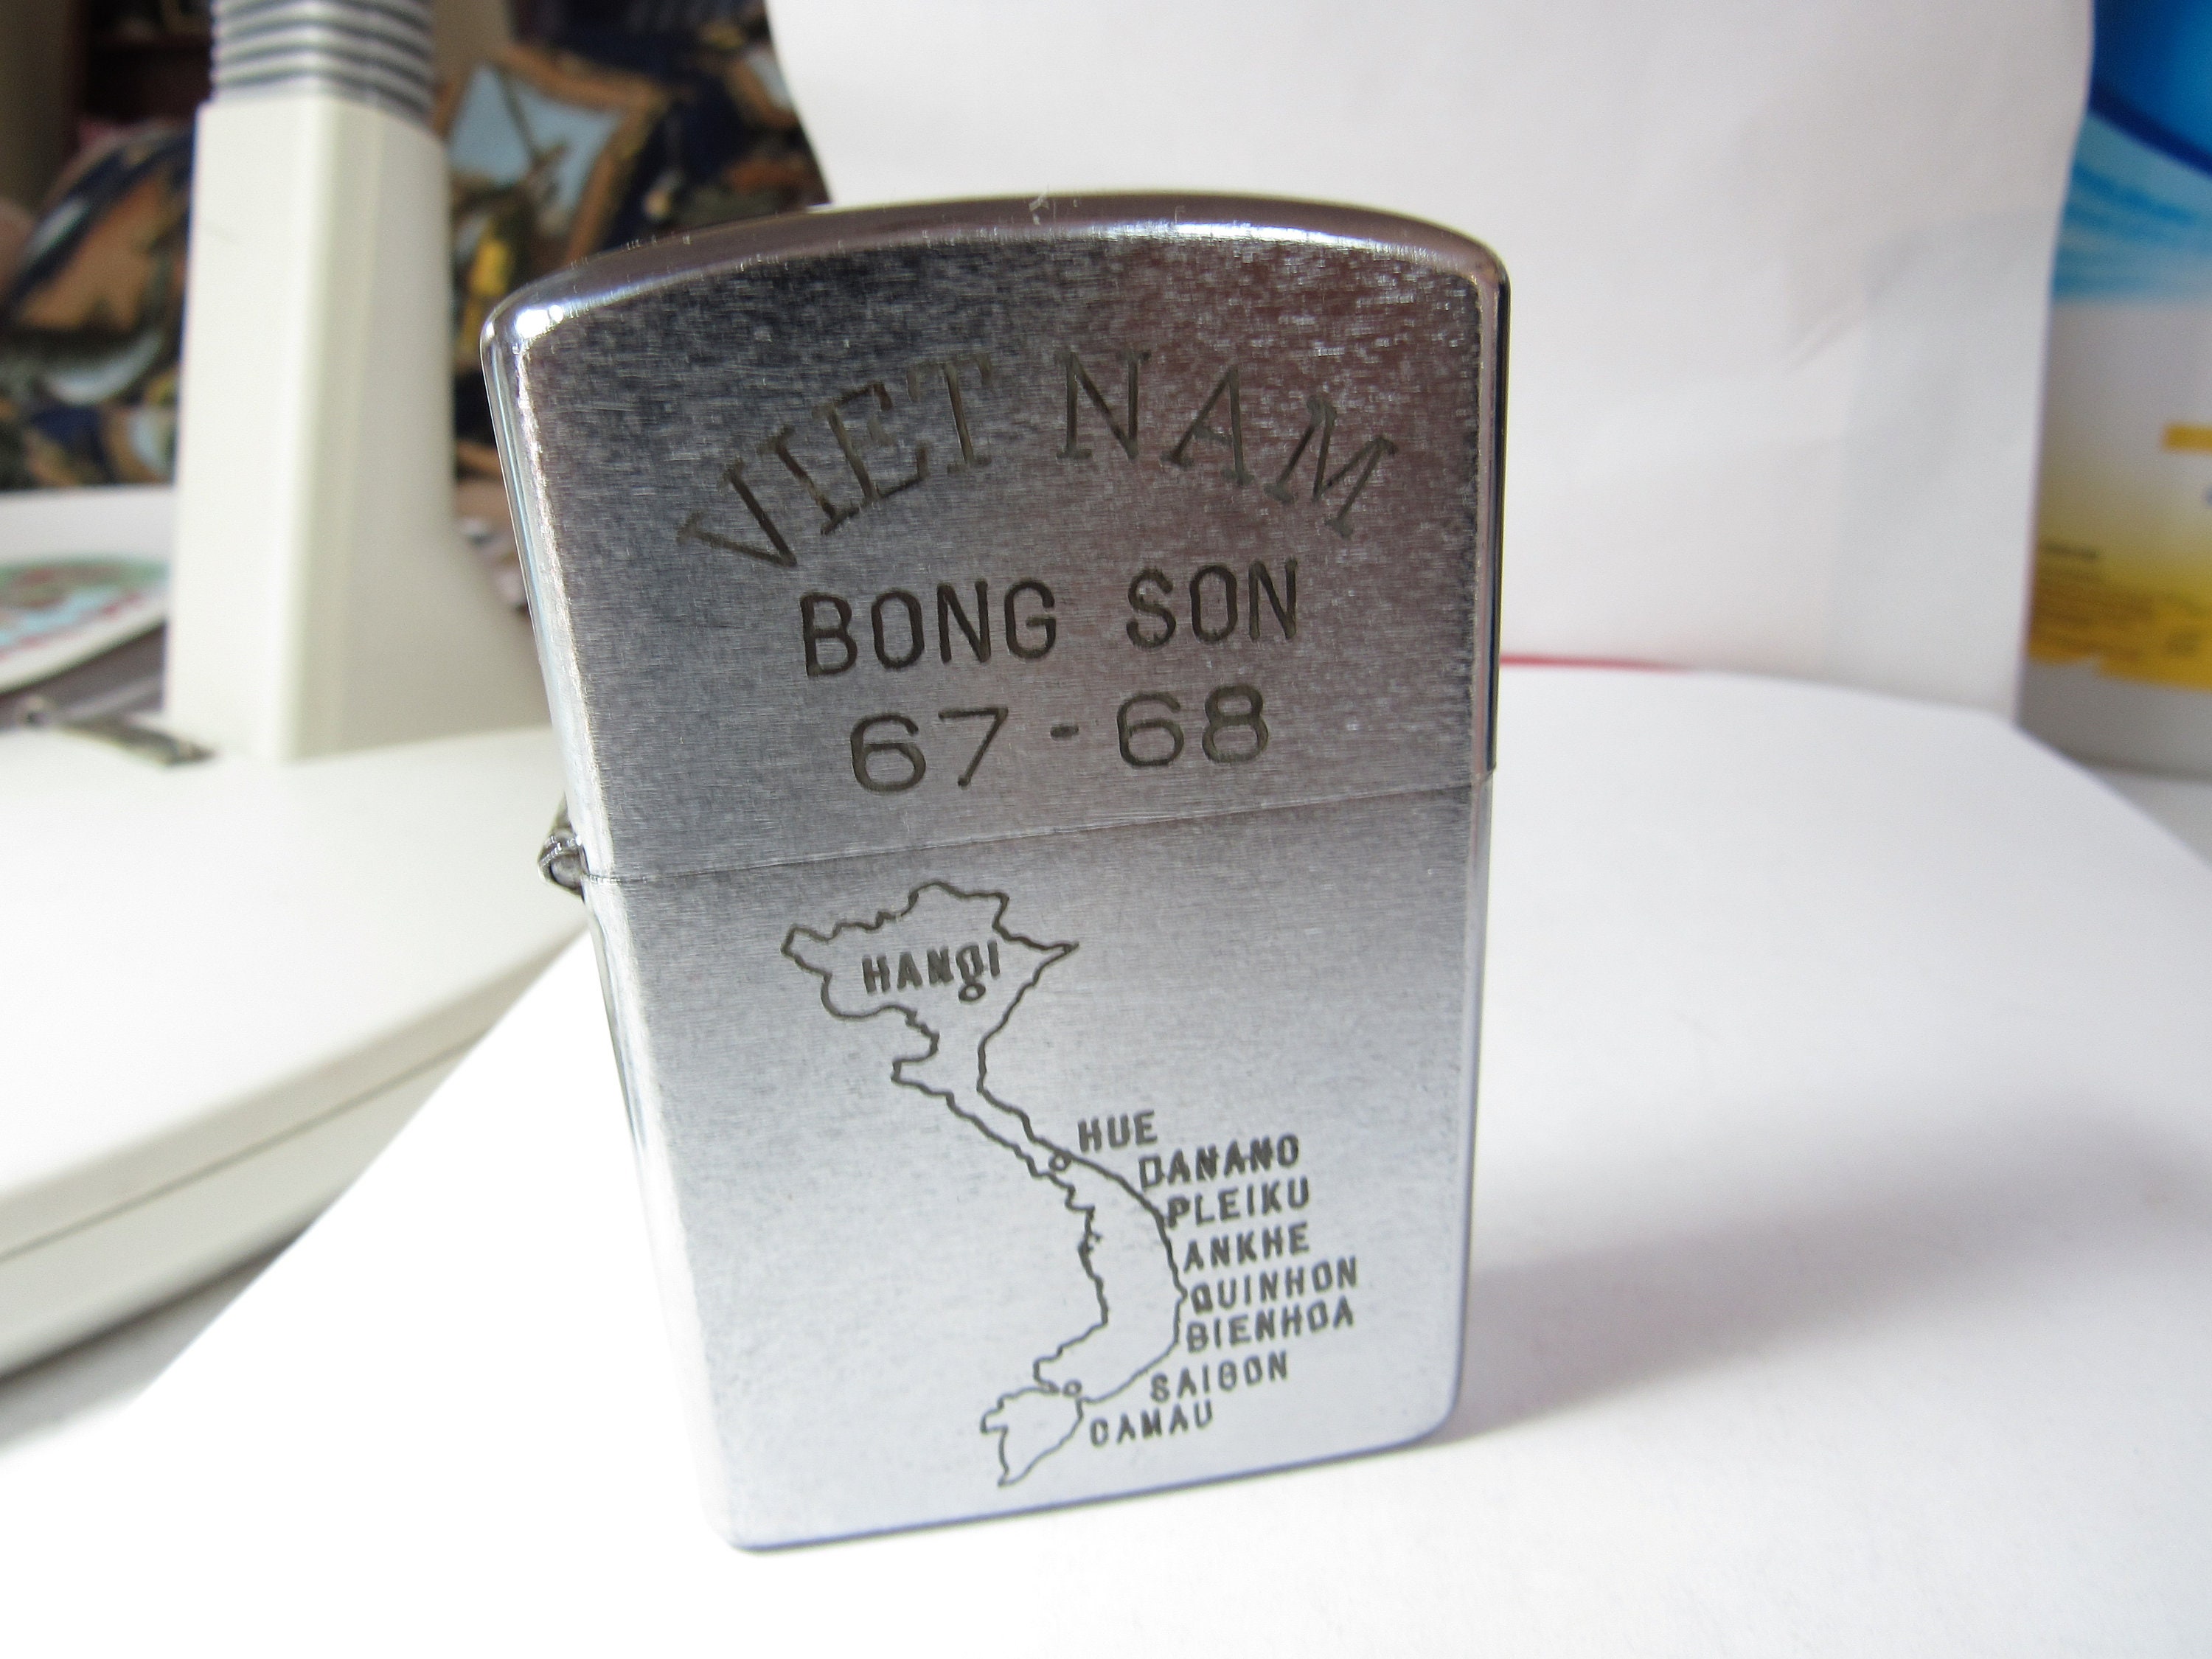 VIET NAM
BONG SON
67-68
HANOI
HUE
DANANG
PLEIKU
ANKHE
QUINHON
BIENHOA
SAIGON
CAMAU